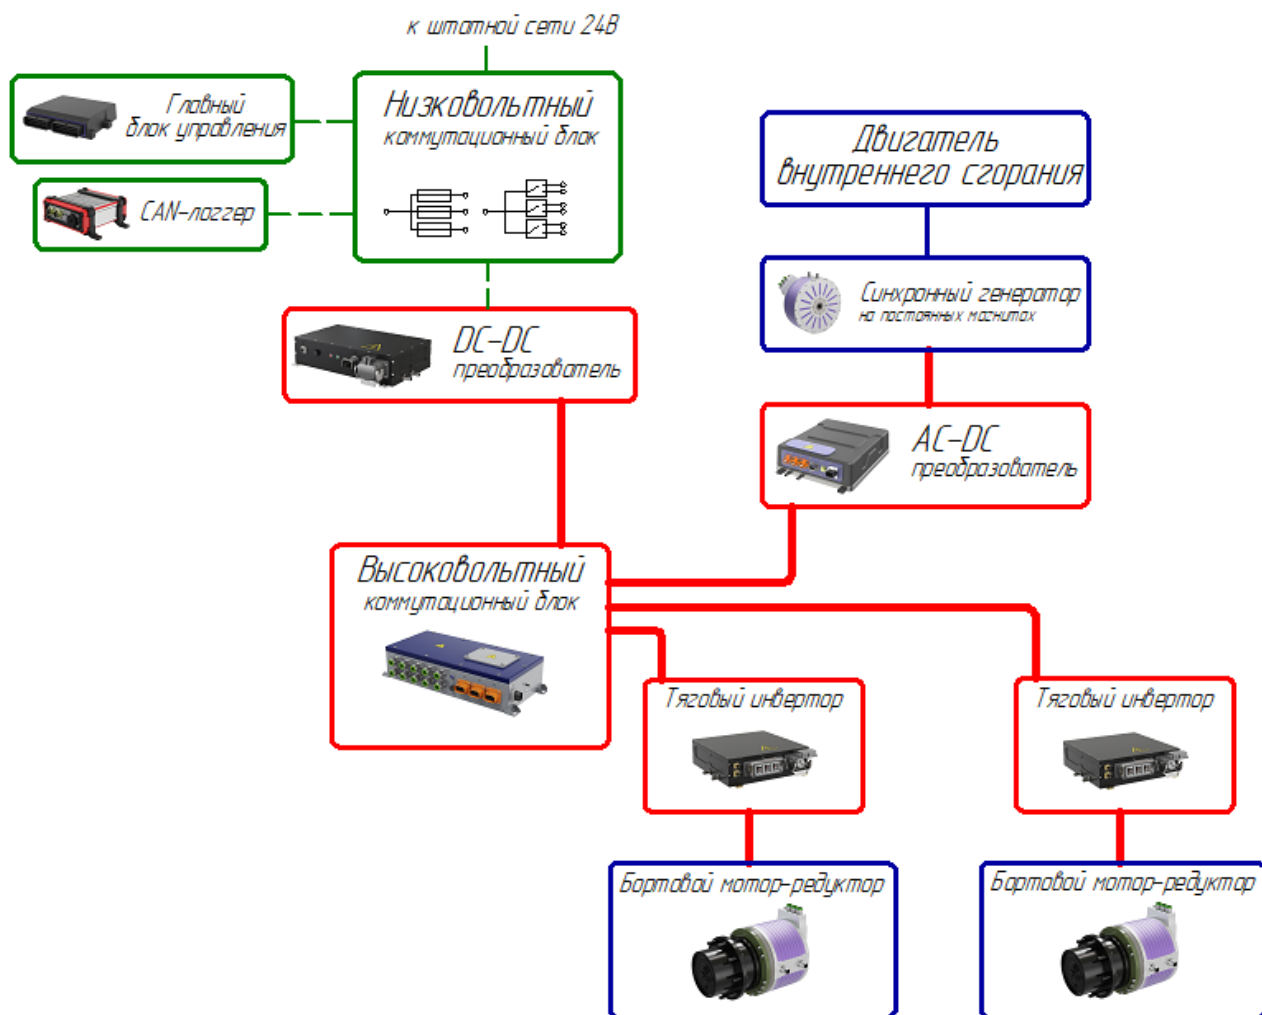 к штатной сети 24В
Главный
блок управления
Низковольтный
коммутационный блок
CAN-логгер
Двигатель
внутреннего сгорания
Синхронный генератор
на постоянных магнитах
DC-DC
преобразователь
AC-DC
преобразователь
Высоковольтный
коммутационный блок
Тяговый инвертор
Тяговый инвертор
Бортовой мотор-редуктор
Бортовой мотор-редуктор